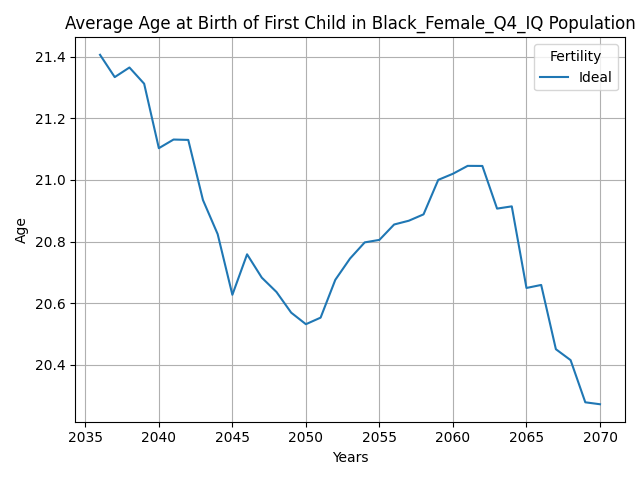 Average Age at Birth of First Child in Black_Female_Q4_IQ Population
Fertility
Ideal
Age
21.4
21.2
21.0
20.8
20.6
20.4
2035 2040 2045 2050 2055 2060 2065 2070
Years